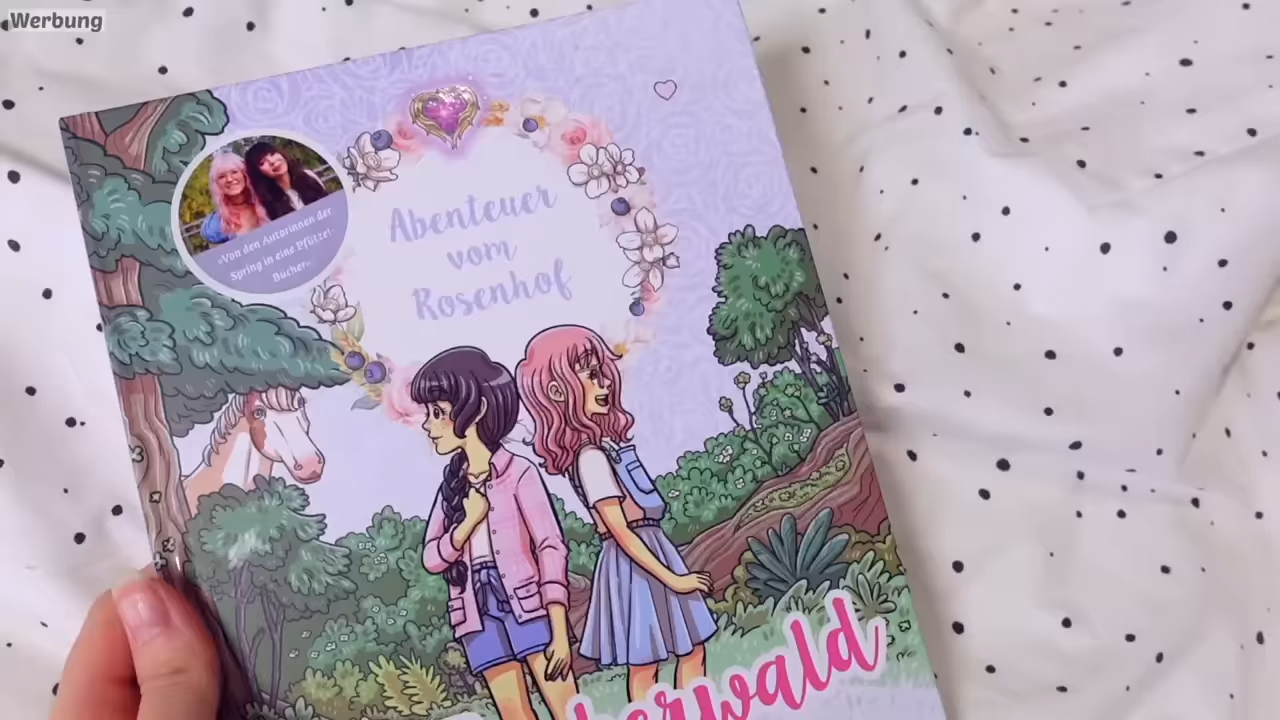 Werbung
»Von den Autorinnen der
Spring in eine Pfütze!-
Bücher«
Abenteuer
vom
Rosenhof